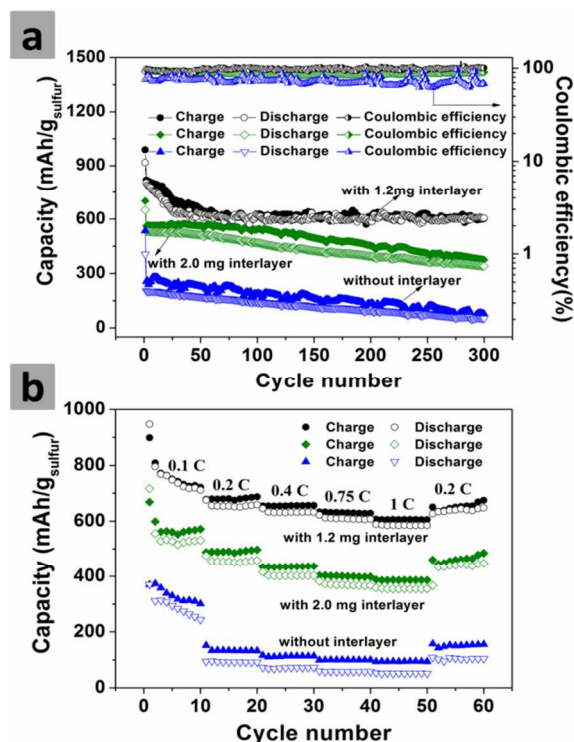 a
1500
1200
900
600
300
0
Capacity (mAh/gsulfur)
100
10
1
Coulombic efficiency(%)
Charge Discharge Coulombic efficiency
Charge Discharge Coulombic efficiency
Charge Discharge Coulombic efficiency
with 1.2mg interlayer
with 2.0 mg interlayer
without interlayer
0 50 100 150 200 250 300
Cycle number
b
1000
800
600
400
200
0
Capacity (mAh/gsulfur)
Charge Discharge
Charge Discharge
Charge Discharge
0.1 C
0.2 C
0.4 C
0.75 C
1 C
0.2 C
with 1.2 mg interlayer
with 2.0 mg interlayer
without interlayer
0 10 20 30 40 50 60
Cycle number